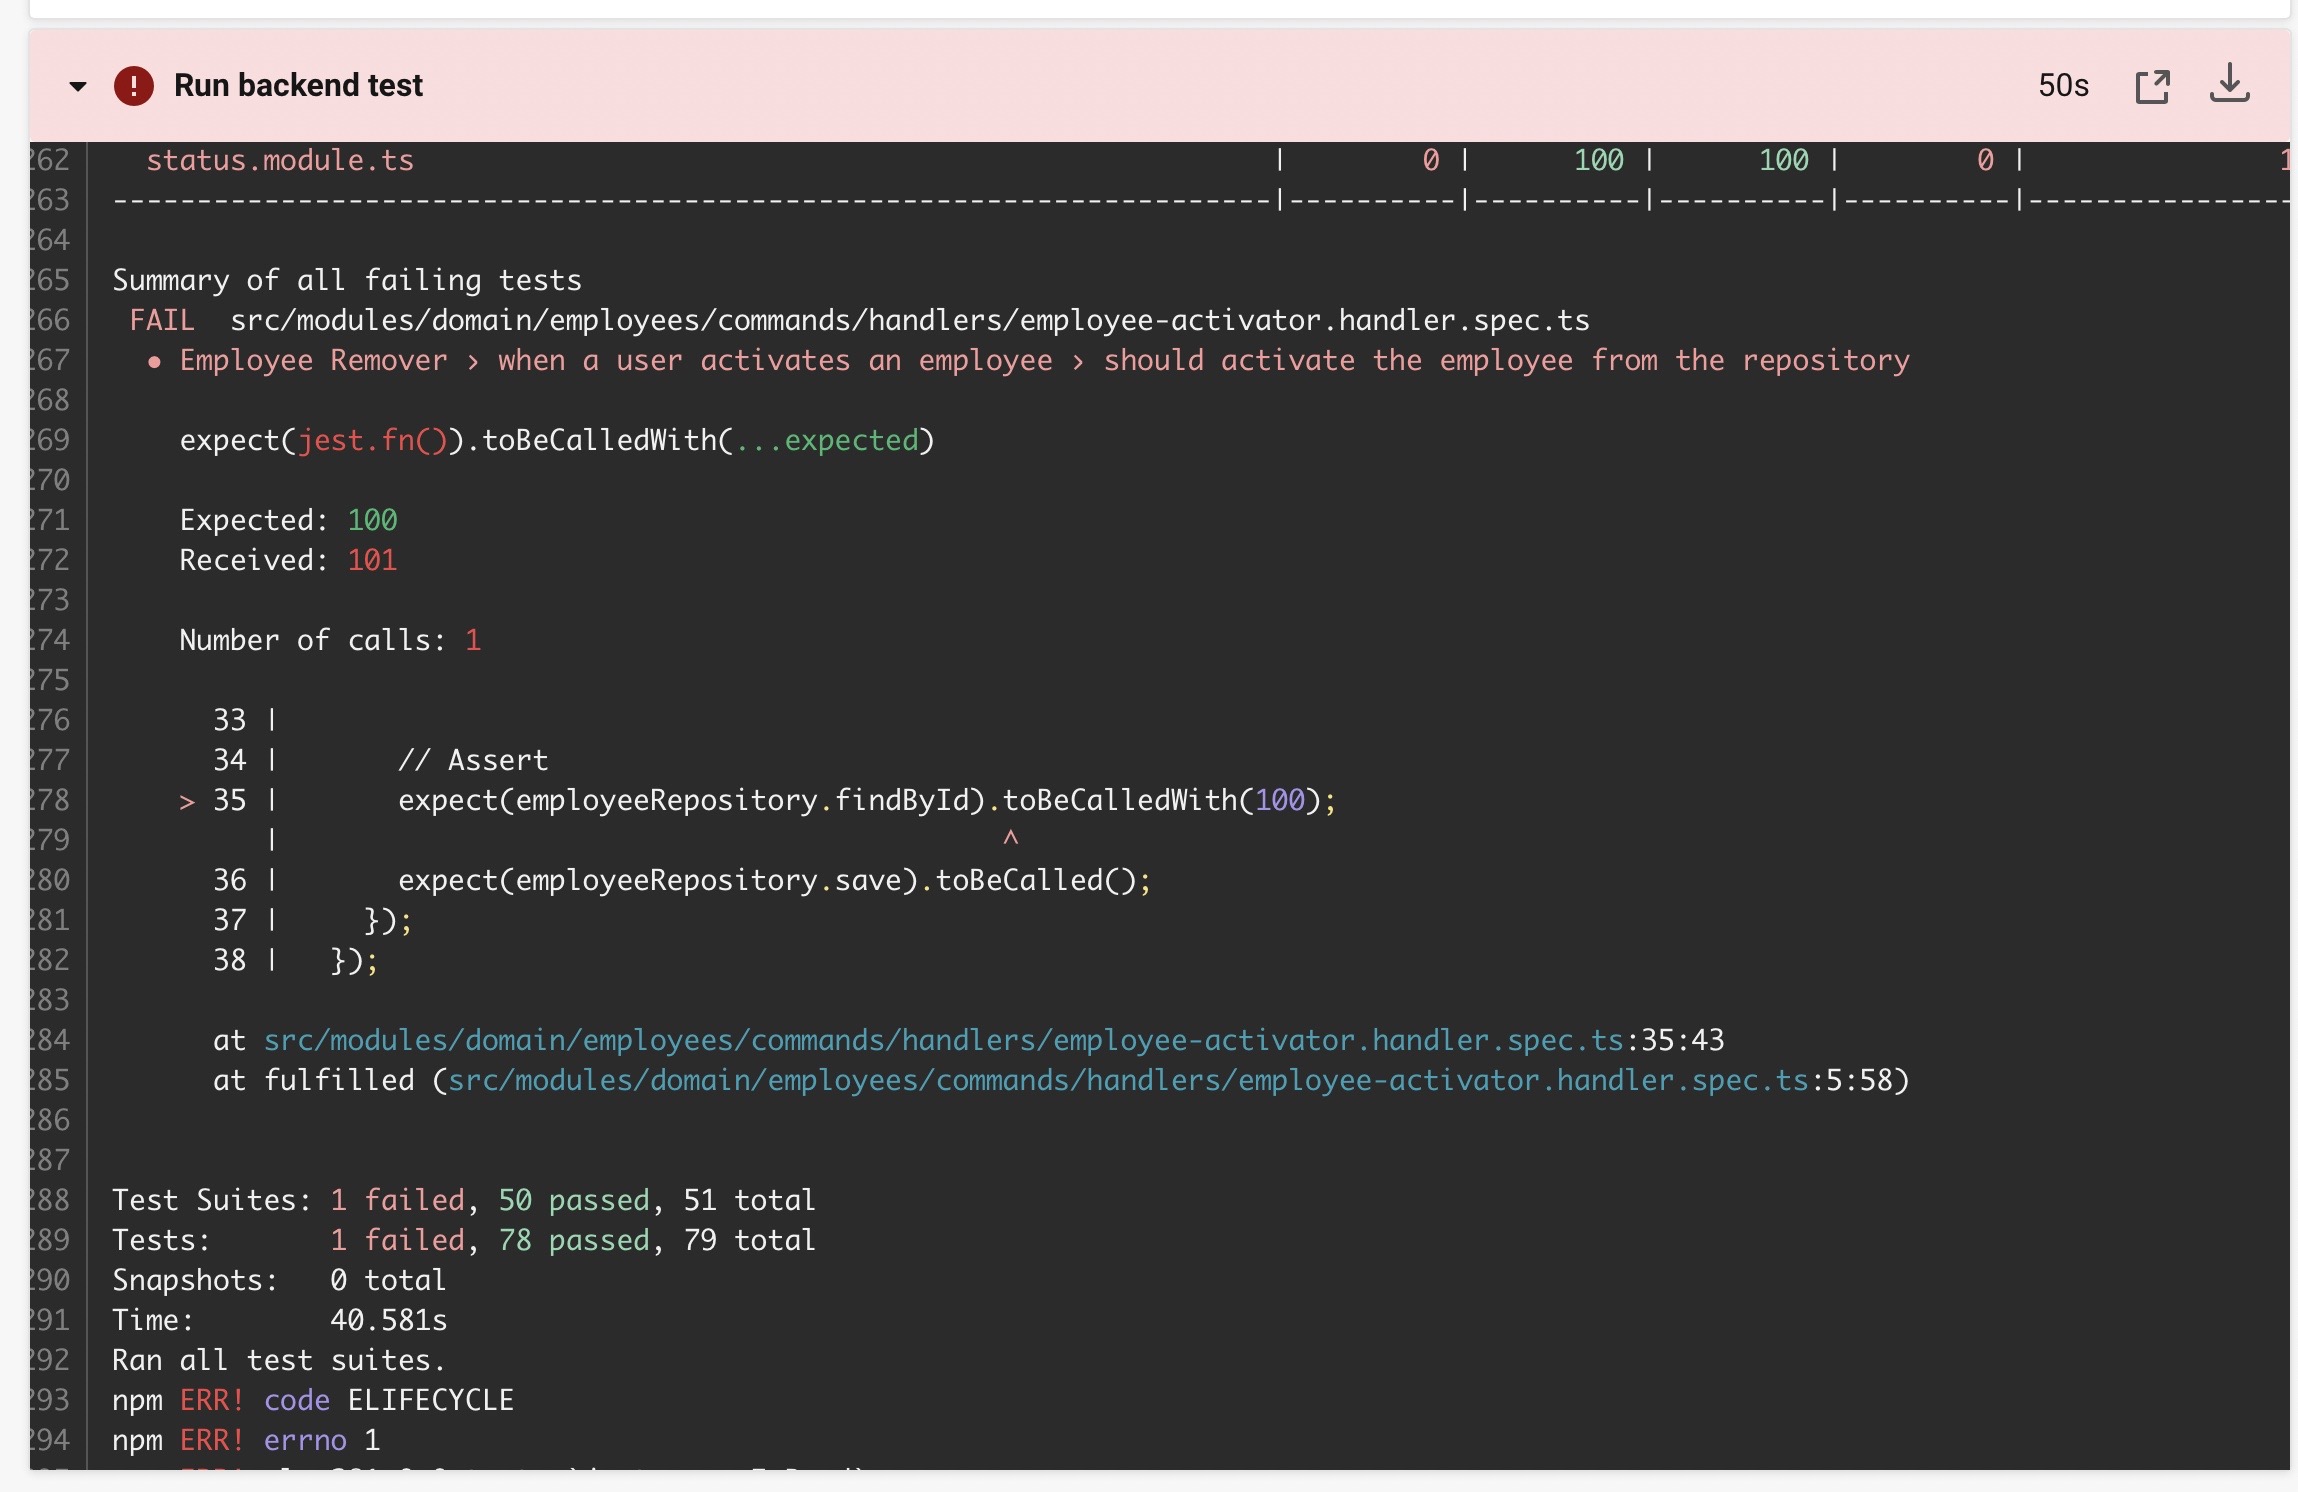 Run backend test 50s
262 status.module.ts | 0 | 100 | 100 | 0 | 1
263 ---------------------------------------------------------------------|----------|----------|----------|----------|----------------
264
265 Summary of all failing tests
266 FAIL src/modules/domain/employees/commands/handlers/employee-activator.handler.spec.ts
267 ● Employee Remover › when a user activates an employee › should activate the employee from the repository
268
269 expect(jest.fn()).toBeCalledWith(...expected)
270
271 Expected: 100
272 Received: 101
273
274 Number of calls: 1
275
276 33 |
277 34 | // Assert
278 > 35 | expect(employeeRepository.findById).toBeCalledWith(100);
279 | ^
280 36 | expect(employeeRepository.save).toBeCalled();
281 37 | });
282 38 | });
283
284 at src/modules/domain/employees/commands/handlers/employee-activator.handler.spec.ts:35:43
285 at fulfilled (src/modules/domain/employees/commands/handlers/employee-activator.handler.spec.ts:5:58)
286
287
288 Test Suites: 1 failed, 50 passed, 51 total
289 Tests: 1 failed, 78 passed, 79 total
290 Snapshots: 0 total
291 Time: 40.581s
292 Ran all test suites.
293 npm ERR! code ELIFECYCLE
294 npm ERR! errno 1